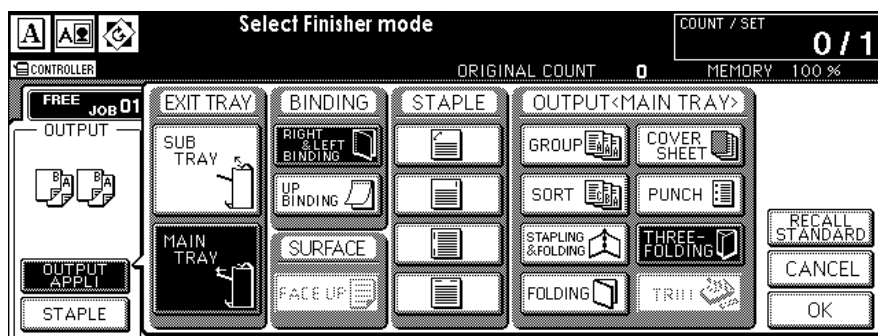 Select Finisher mode
COUNT / SET
0 / 1
CONTROLLER
ORIGINAL COUNT 0 MEMORY 100 %
FREE JOB 01
OUTPUT
OUTPUT APPLI
STAPLE
EXIT TRAY
SUB TRAY
MAIN TRAY
BINDING
RIGHT &LEFT BINDING
UP BINDING
SURFACE
FACE UP
STAPLE
OUTPUT<MAIN TRAY>
GROUP
COVER SHEET
SORT
PUNCH
STAPLING &FOLDING
THREE-FOLDING
FOLDING
TRIM
RECALL STANDARD
CANCEL
OK